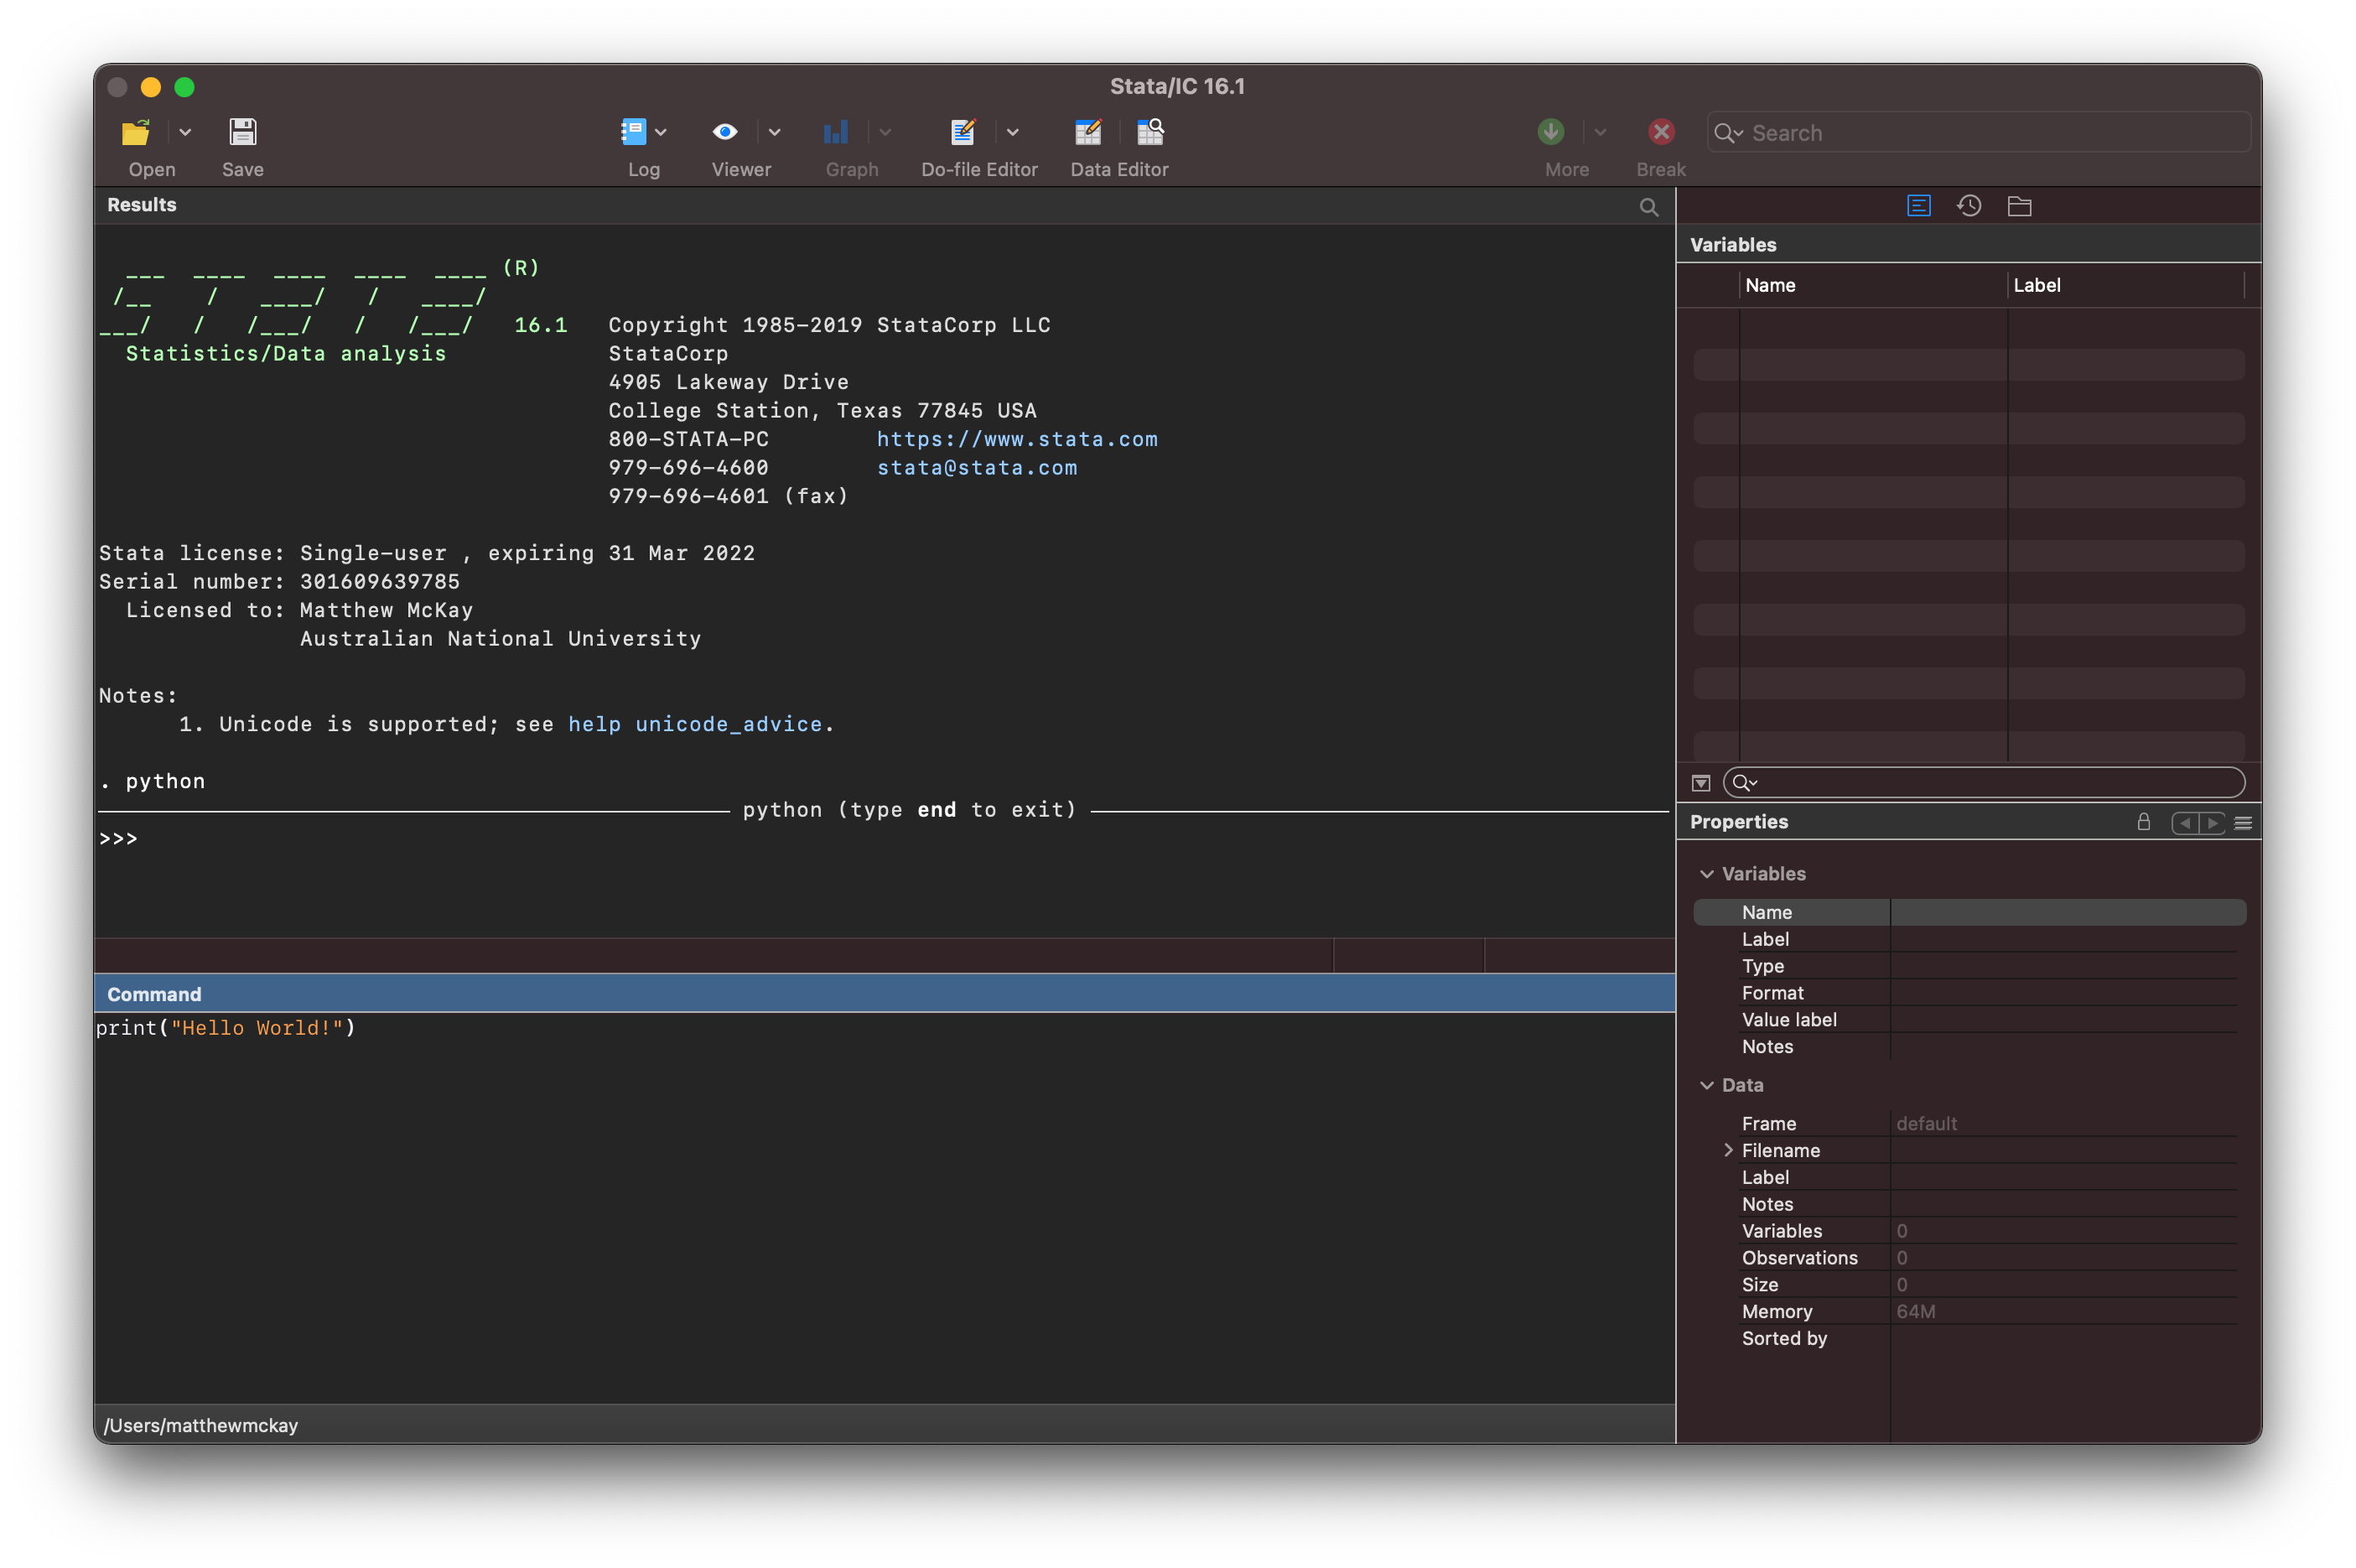 Stata/IC 16.1
Open
Save
Log
Viewer
Graph
Do-file Editor
Data Editor
More
Break
Search
Results
___  ____  ____  ____  ____ (R)
/__    /   ____/   /   ____/
___/   /   /___/   /   /___/   16.1   Copyright 1985-2019 StataCorp LLC
Statistics/Data analysis            StataCorp
4905 Lakeway Drive
College Station, Texas 77845 USA
800-STATA-PC        https://www.stata.com
979-696-4600        stata@stata.com
979-696-4601 (fax)
Stata license: Single-user , expiring 31 Mar 2022
Serial number: 301609639785
Licensed to: Matthew McKay
Australian National University
Notes:
1. Unicode is supported; see help unicode_advice.
. python
python (type end to exit)
>>>
Command
print("Hello World!")
/Users/matthewmckay
Variables
Name
Label
Properties
Variables
Name
Label
Type
Format
Value label
Notes
Data
Frame default
Filename
Label
Notes
Variables 0
Observations 0
Size 0
Memory 64M
Sorted by